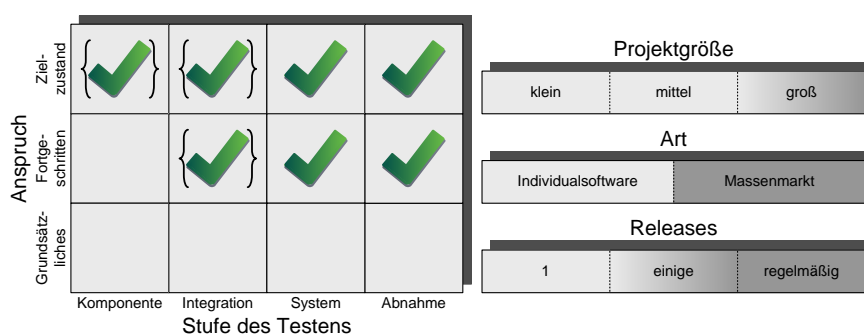 Anspruch
Ziel-
zustand
Fortge-
schritten
Grundsätz-
liches
Komponente Integration System Abnahme
Stufe des Testens
Projektgröße
klein mittel groß
Art
Individualsoftware Massenmarkt
Releases
1 einige regelmäßig